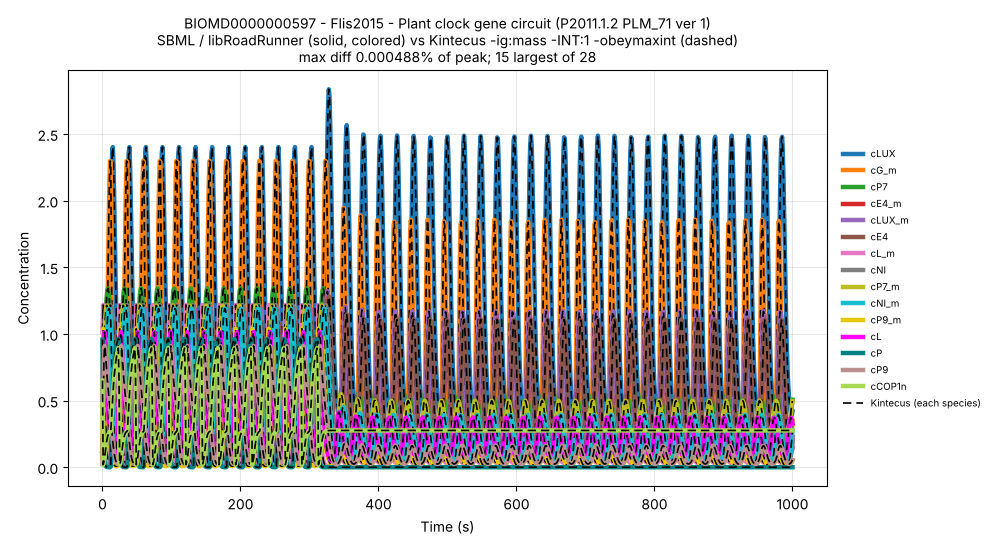 BIOMD0000000597 - Flis2015 - Plant clock gene circuit (P2011.1.2 PLM_71 ver 1)
SBML / libRoadRunner (solid, colored) vs Kintecus -ig:mass -INT:1 -obeymaxint (dashed)
max diff 0.000488% of peak; 15 largest of 28
Concentration
2.5
2.0
1.5
1.0
0.5
0.0
0
200
400
600
800
1000
Time (s)
cLUX
cG_m
cP7
cE4_m
cLUX_m
cE4
cL_m
cNI
cP7_m
cNI_m
cP9_m
cL
cP
cP9
cCOP1n
Kintecus (each species)